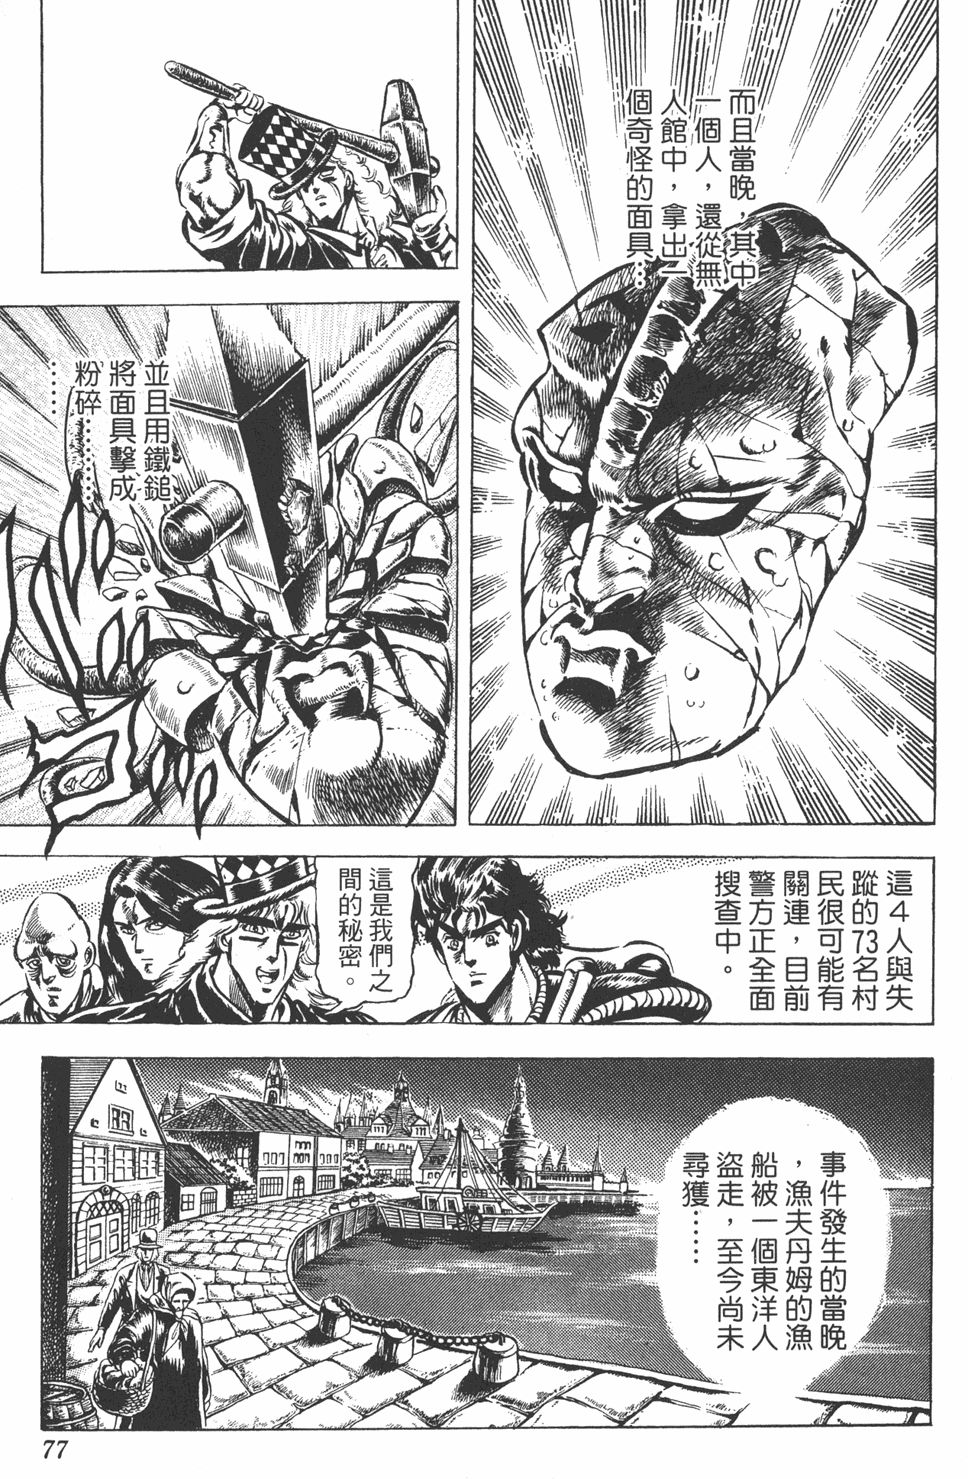 而且當晚，其中
一個人，還從無
人館中，拿出一
個奇怪的面具…
並且用鐵鎚
將面具擊成
粉碎………
……
這4人與失
蹤的73名村
民很可能有
關連，目前
警方正全面
搜查中。
這是我們之
間的秘密。
事件發生的當晚
，漁夫丹姆的漁
船被一個東洋人
盜走，至今尚未
尋獲……
77